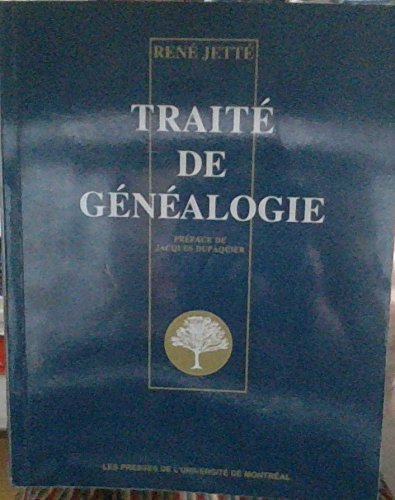 RENÉ JETTÉ
TRAITÉ
DE
GÉNÉALOGIE
PRÉFACE DE
JACQUES DUPÂQUIER
LES PRESSES DE L'UNIVERSITÉ DE MONTRÉAL